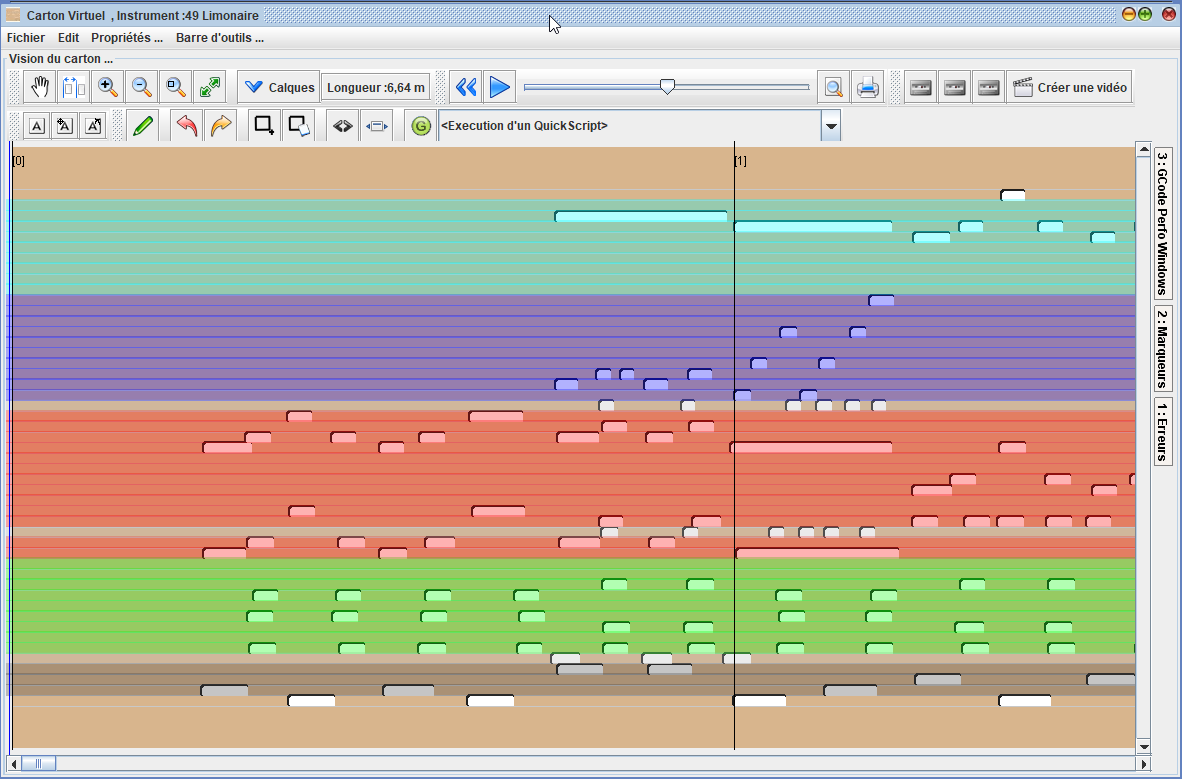 Carton Virtuel , Instrument :49 Limonaire
Fichier Edit Propriétés ... Barre d'outils ...
Vision du carton ...
Calques Longueur :6,64 m Créer une vidéo
A A A G <Execution d'un QuickScript>
[0] [1]
3 : GCode Perfo Windows
2 : Marqueurs
1 : Erreurs